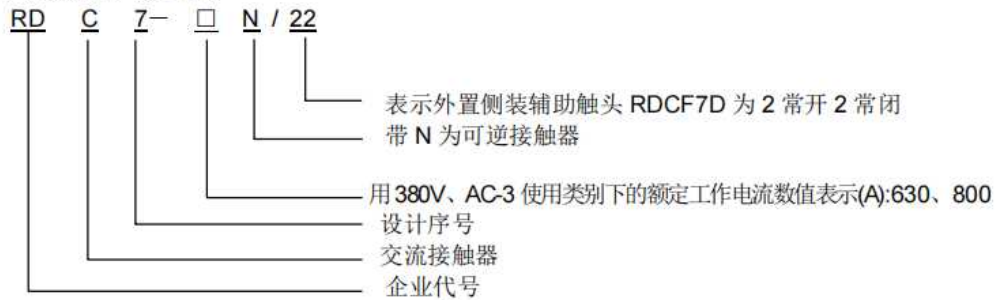 RD C 7- □ N / 22
表示外置侧装辅助触头 RDCF7D 为 2 常开 2 常闭
带 N 为可逆接触器
用380V、AC-3 使用类别下的额定工作电流数值表示(A):630、800
设计序号
交流接触器
企业代号